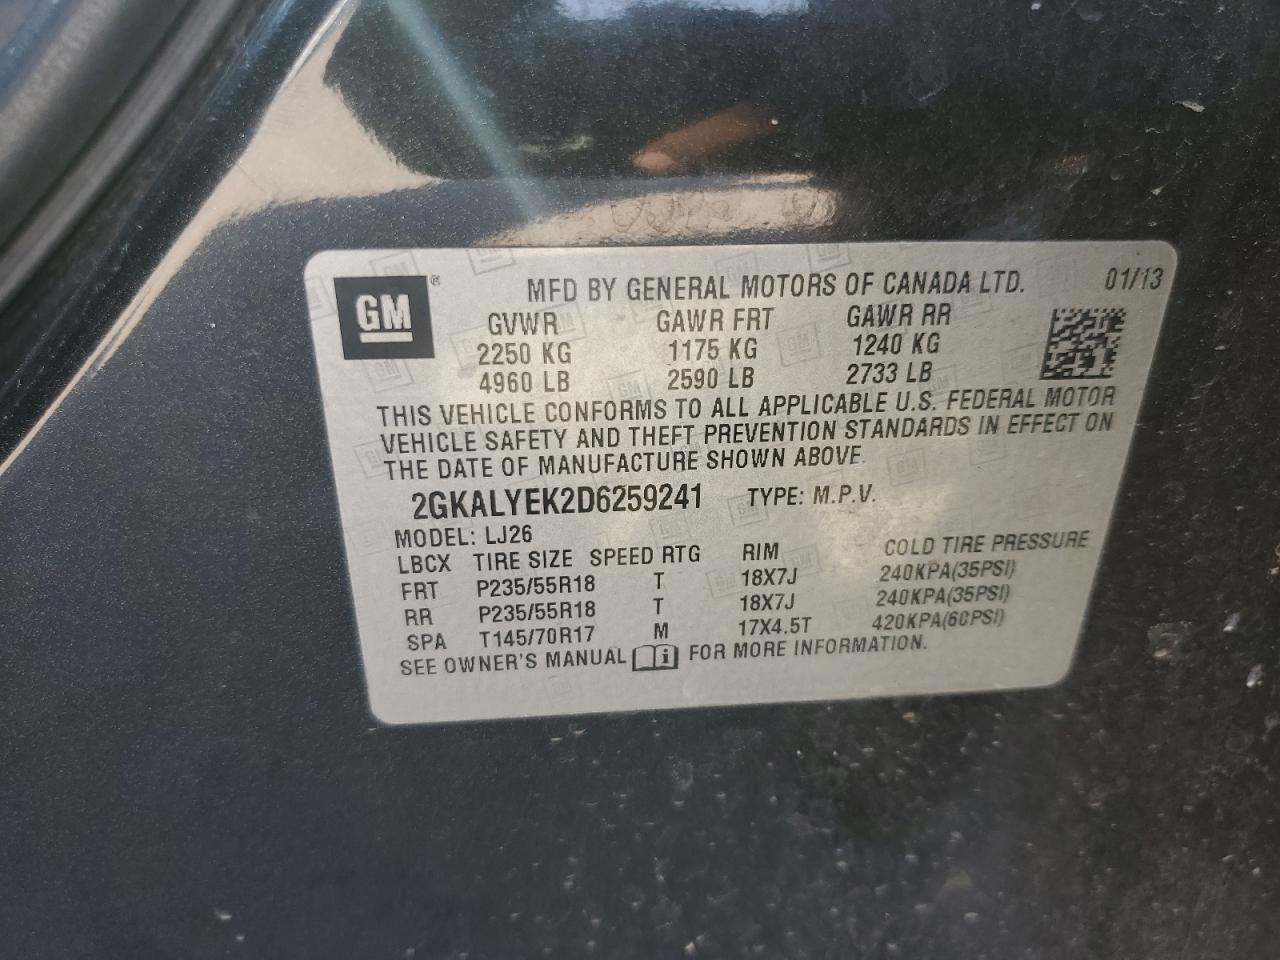 GM®
MFD BY GENERAL MOTORS OF CANADA LTD. 01/13
GVWR GAWR FRT GAWR RR
2250 KG 1175 KG 1240 KG
4960 LB 2590 LB 2733 LB
THIS VEHICLE CONFORMS TO ALL APPLICABLE U.S. FEDERAL MOTOR
VEHICLE SAFETY AND THEFT PREVENTION STANDARDS IN EFFECT ON
THE DATE OF MANUFACTURE SHOWN ABOVE.
2GKALYEK2D6259241 TYPE: M.P.V.
MODEL: LJ26
LBCX TIRE SIZE SPEED RTG RIM COLD TIRE PRESSURE
FRT P235/55R18 T 18X7J 240KPA(35PSI)
RR P235/55R18 T 18X7J 240KPA(35PSI)
SPA T145/70R17 M 17X4.5T 420KPA(60PSI)
SEE OWNER'S MANUAL i FOR MORE INFORMATION.